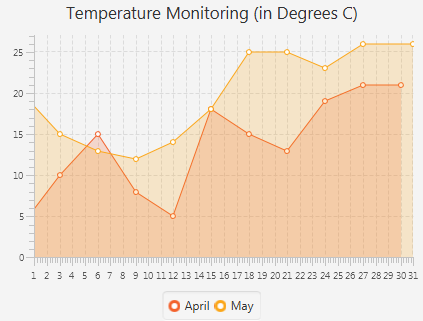 Temperature Monitoring (in Degrees C)
25
20
15
10
5
0
1 2 3 4 5 6 7 8 9 10 11 12 13 14 15 16 17 18 19 20 21 22 23 24 25 26 27 28 29 30 31
April May